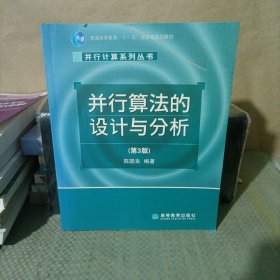 普通高等教育“十一五”国家级规划教材
并行计算系列丛书
并行算法的
设计与分析
(第3版)
陈国良 编著
高等教育出版社